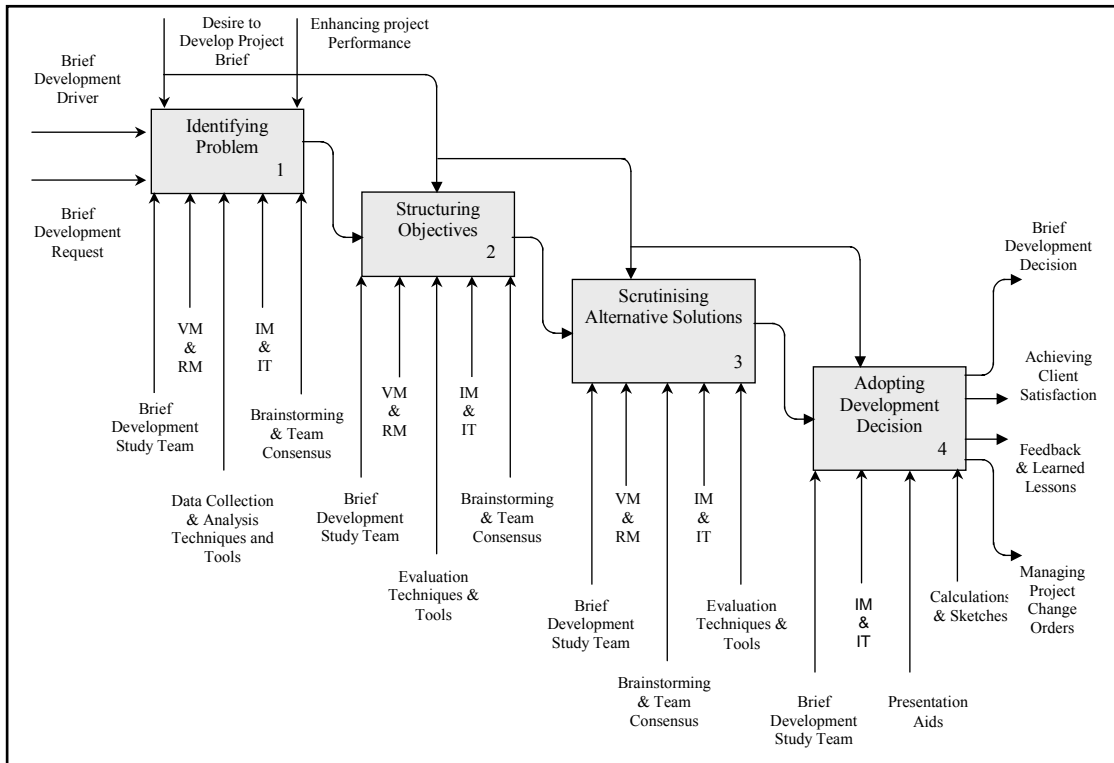 Desire to
Develop Project
Brief
Enhancing project
Performance
Brief
Development
Driver
Identifying
Problem
1
Brief
Development
Request
Structuring
Objectives
2
VM
&
RM
IM
&
IT
Brief
Development
Study Team
Brainstorming
& Team
Consensus
Data Collection
& Analysis
Techniques and
Tools
Scrutinising
Alternative Solutions
3
VM
&
RM
IM
&
IT
Brief
Development
Study Team
Brainstorming
& Team
Consensus
Evaluation
Techniques &
Tools
Adopting
Development
Decision
4
VM
&
RM
IM
&
IT
Brief
Development
Study Team
Evaluation
Techniques &
Tools
Brainstorming
& Team
Consensus
Brief
Development
Decision
Achieving
Client
Satisfaction
Feedback
& Learned
Lessons
Managing
Project
Change
Orders
IM
&
IT
Calculations
& Sketches
Brief
Development
Study Team
Presentation
Aids